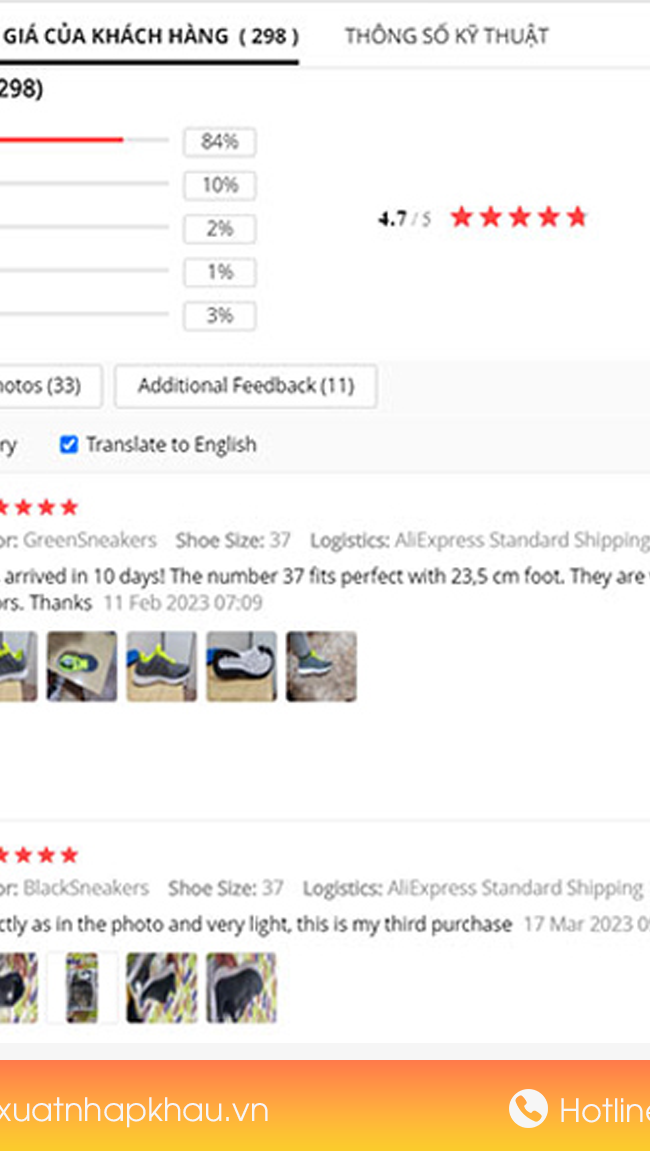 GIÁ CỦA KHÁCH HÀNG ( 298 ) THÔNG SỐ KỸ THUẬT
298)
84%
10%
4.7 / 5
2%
1%
3%
hotos (33) Additional Feedback (11)
ry Translate to English
or: GreenSneakers Shoe Size: 37 Logistics: AliExpress Standard Shipping
arrived in 10 days! The number 37 fits perfect with 23,5 cm foot. They are
ors. Thanks 11 Feb 2023 07:09
or: BlackSneakers Shoe Size: 37 Logistics: AliExpress Standard Shipping
ctly as in the photo and very light, this is my third purchase 17 Mar 2023 0
xuatnhapkhau.vn Hotline